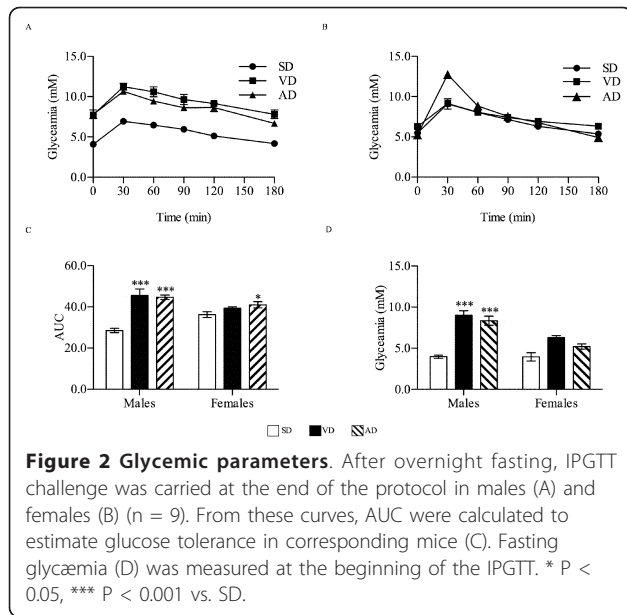 A
B
15.0
10.0
5.0
0.0
Glyceamia (mM)
0 30 60 90 120 180
Time (min)
SD
VD
AD
15.0
10.0
5.0
0.0
Glyceamia (mM)
0 30 60 90 120 180
Time (min)
SD
VD
AD
C
D
60.0
40.0
20.0
0.0
AUC
*** ***
*
Males Females
15.0
10.0
5.0
0.0
Glyceamia (mM)
*** ***
Males Females
SD VD AD
Figure 2 Glycemic parameters. After overnight fasting, IPGTT
challenge was carried at the end of the protocol in males (A) and
females (B) (n = 9). From these curves, AUC were calculated to
estimate glucose tolerance in corresponding mice (C). Fasting
glycæmia (D) was measured at the beginning of the IPGTT. * P <
0.05, *** P < 0.001 vs. SD.